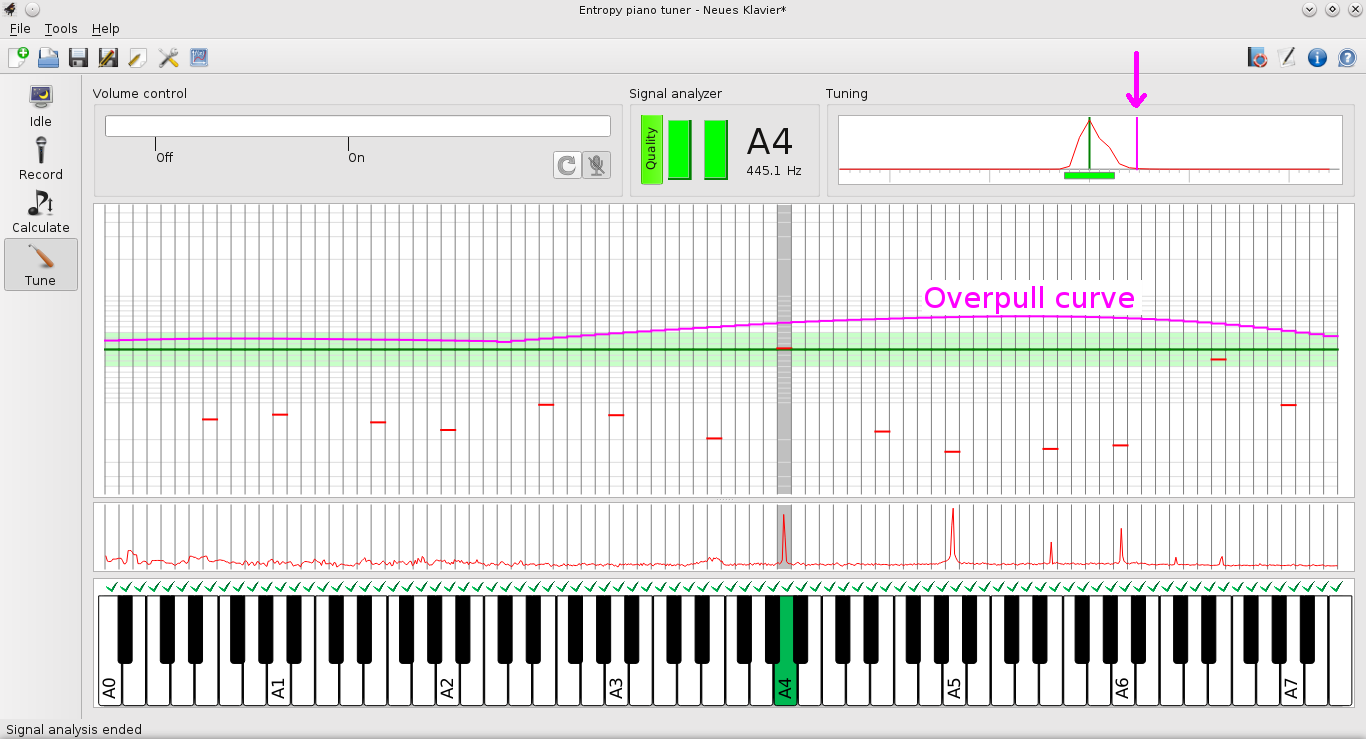 Entropy piano tuner - Neues Klavier*
File Tools Help
Volume control
Off On
Signal analyzer
Quality
A4
445.1 Hz
Tuning
Idle
Record
Calculate
Tune
Overpull curve
A0 A1 A2 A3 A4 A5 A6 A7
Signal analysis ended